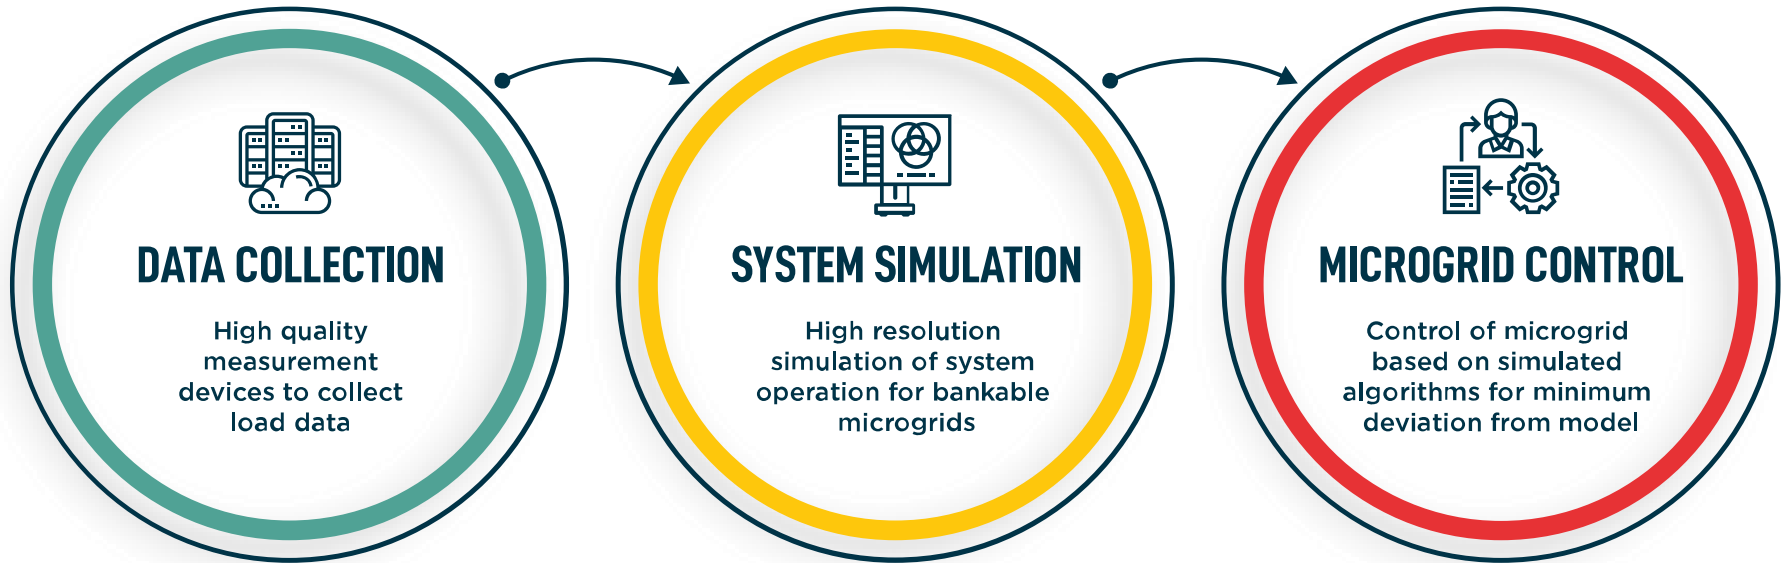 DATA COLLECTION
High quality
measurement
devices to collect
load data
SYSTEM SIMULATION
High resolution
simulation of system
operation for bankable
microgrids
MICROGRID CONTROL
Control of microgrid
based on simulated
algorithms for minimum
deviation from model